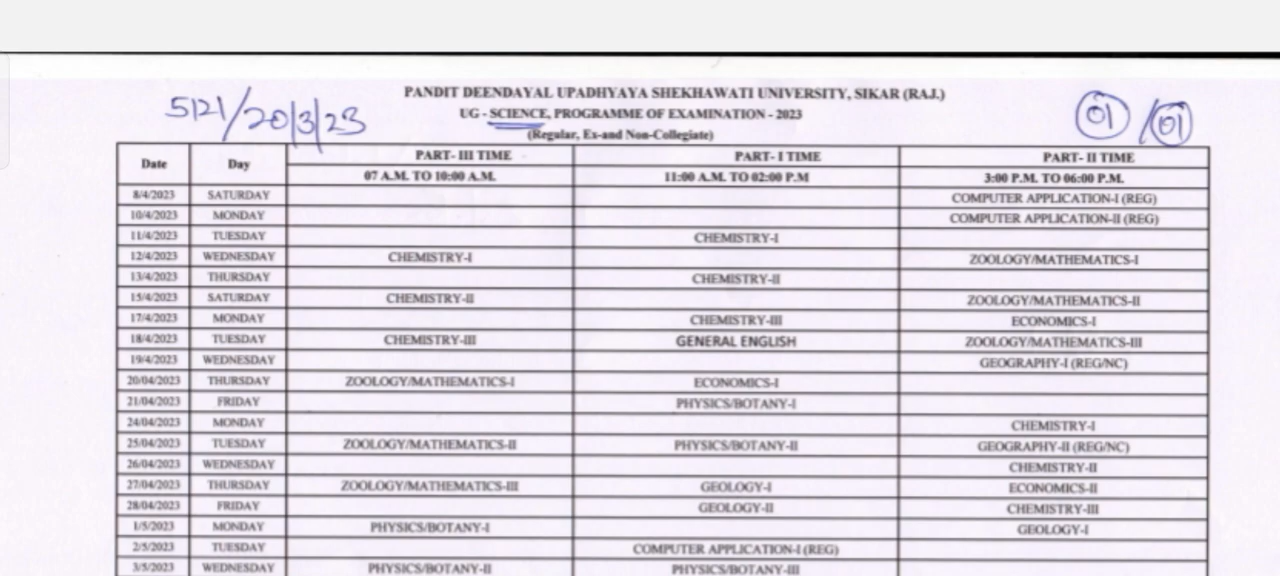 5121/20/3/23
PANDIT DEENDAYAL UPADHYAYA SHEKHAWATI UNIVERSITY, SIKAR (RAJ.)
UG - SCIENCE, PROGRAMME OF EXAMINATION - 2023
(Regular, Ex-and Non-Collegiate)
01/01
Date Day PART- III TIME PART- I TIME PART- II TIME
07 A.M. TO 10:00 A.M. 11:00 A.M. TO 02:00 P.M 3:00 P.M. TO 06:00 P.M.
8/4/2023 SATURDAY COMPUTER APPLICATION-I (REG)
10/4/2023 MONDAY COMPUTER APPLICATION-II (REG)
11/4/2023 TUESDAY CHEMISTRY-I
12/4/2023 WEDNESDAY CHEMISTRY-I ZOOLOGY/MATHEMATICS-I
13/4/2023 THURSDAY CHEMISTRY-II
15/4/2023 SATURDAY CHEMISTRY-II ZOOLOGY/MATHEMATICS-II
17/4/2023 MONDAY CHEMISTRY-III ECONOMICS-I
18/4/2023 TUESDAY CHEMISTRY-III GENERAL ENGLISH ZOOLOGY/MATHEMATICS-III
19/4/2023 WEDNESDAY GEOGRAPHY-I (REG/NC)
20/04/2023 THURSDAY ZOOLOGY/MATHEMATICS-I ECONOMICS-I
21/04/2023 FRIDAY PHYSICS/BOTANY-I
24/04/2023 MONDAY CHEMISTRY-I
25/04/2023 TUESDAY ZOOLOGY/MATHEMATICS-II PHYSICS/BOTANY-II GEOGRAPHY-II (REG/NC)
26/04/2023 WEDNESDAY CHEMISTRY-II
27/04/2023 THURSDAY ZOOLOGY/MATHEMATICS-III GEOLOGY-I ECONOMICS-II
28/04/2023 FRIDAY GEOLOGY-II CHEMISTRY-III
1/5/2023 MONDAY PHYSICS/BOTANY-I GEOLOGY-I
2/5/2023 TUESDAY COMPUTER APPLICATION-I (REG)
3/5/2023 WEDNESDAY PHYSICS/BOTANY-II PHYSICS/BOTANY-III